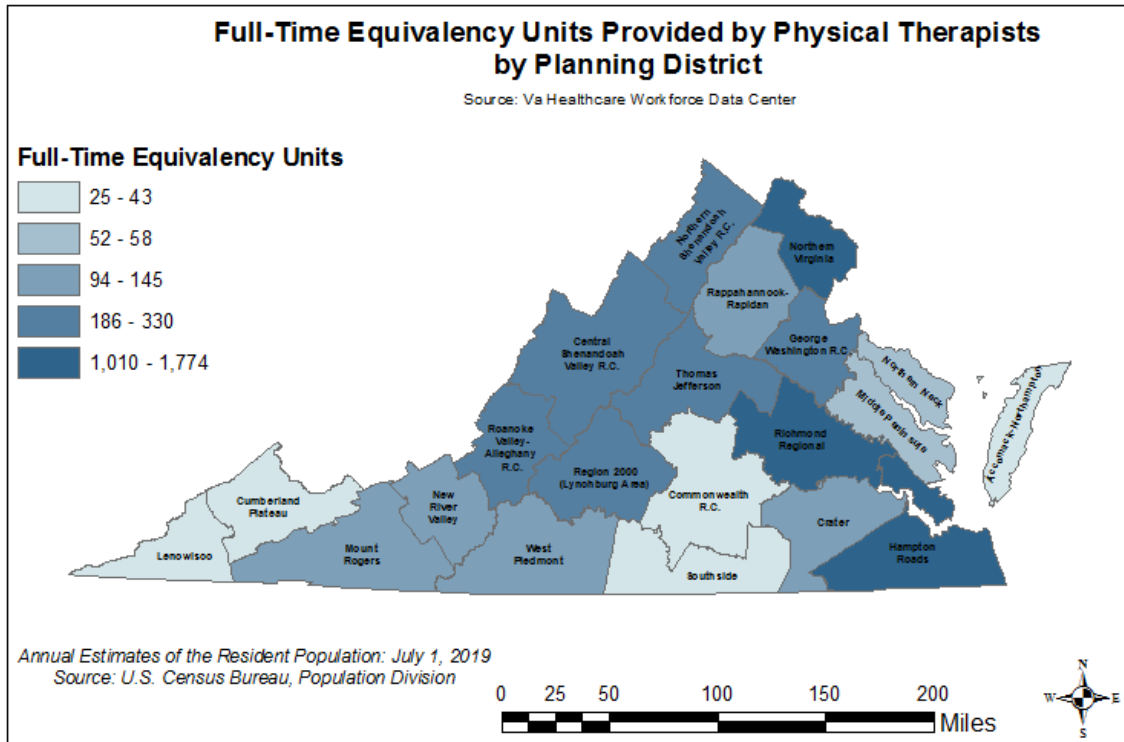 Full-Time Equivalency Units Provided by Physical Therapists
by Planning District
Source: Va Healthcare Workforce Data Center
Full-Time Equivalency Units
25 - 43
52 - 58
94 - 145
186 - 330
1,010 - 1,774
Northern
Shenandoah
Valley R.C.
Northern
Virginia
Rappahannook-
Rapidan
Central
Shenandoah
Valley R.C.
George
Washington R.C.
Thomas
Jefferson
Northern Neck
Middle Peninsula
Accomack-Northampton
Roanoke
Valley-
Alleghany
R.C.
Richmond
Regional
Region 2000
(Lynohburg Area)
Commonwealth
R.C.
Cumberland
Plateau
New
River
Valley
Crater
Lenowisoo
Mount
Rogers
West
Piedmont
Hampton
Roads
Southside
Annual Estimates of the Resident Population: July 1, 2019
Source: U.S. Census Bureau, Population Division
0 25 50 100 150 200
Miles
N
W E
S